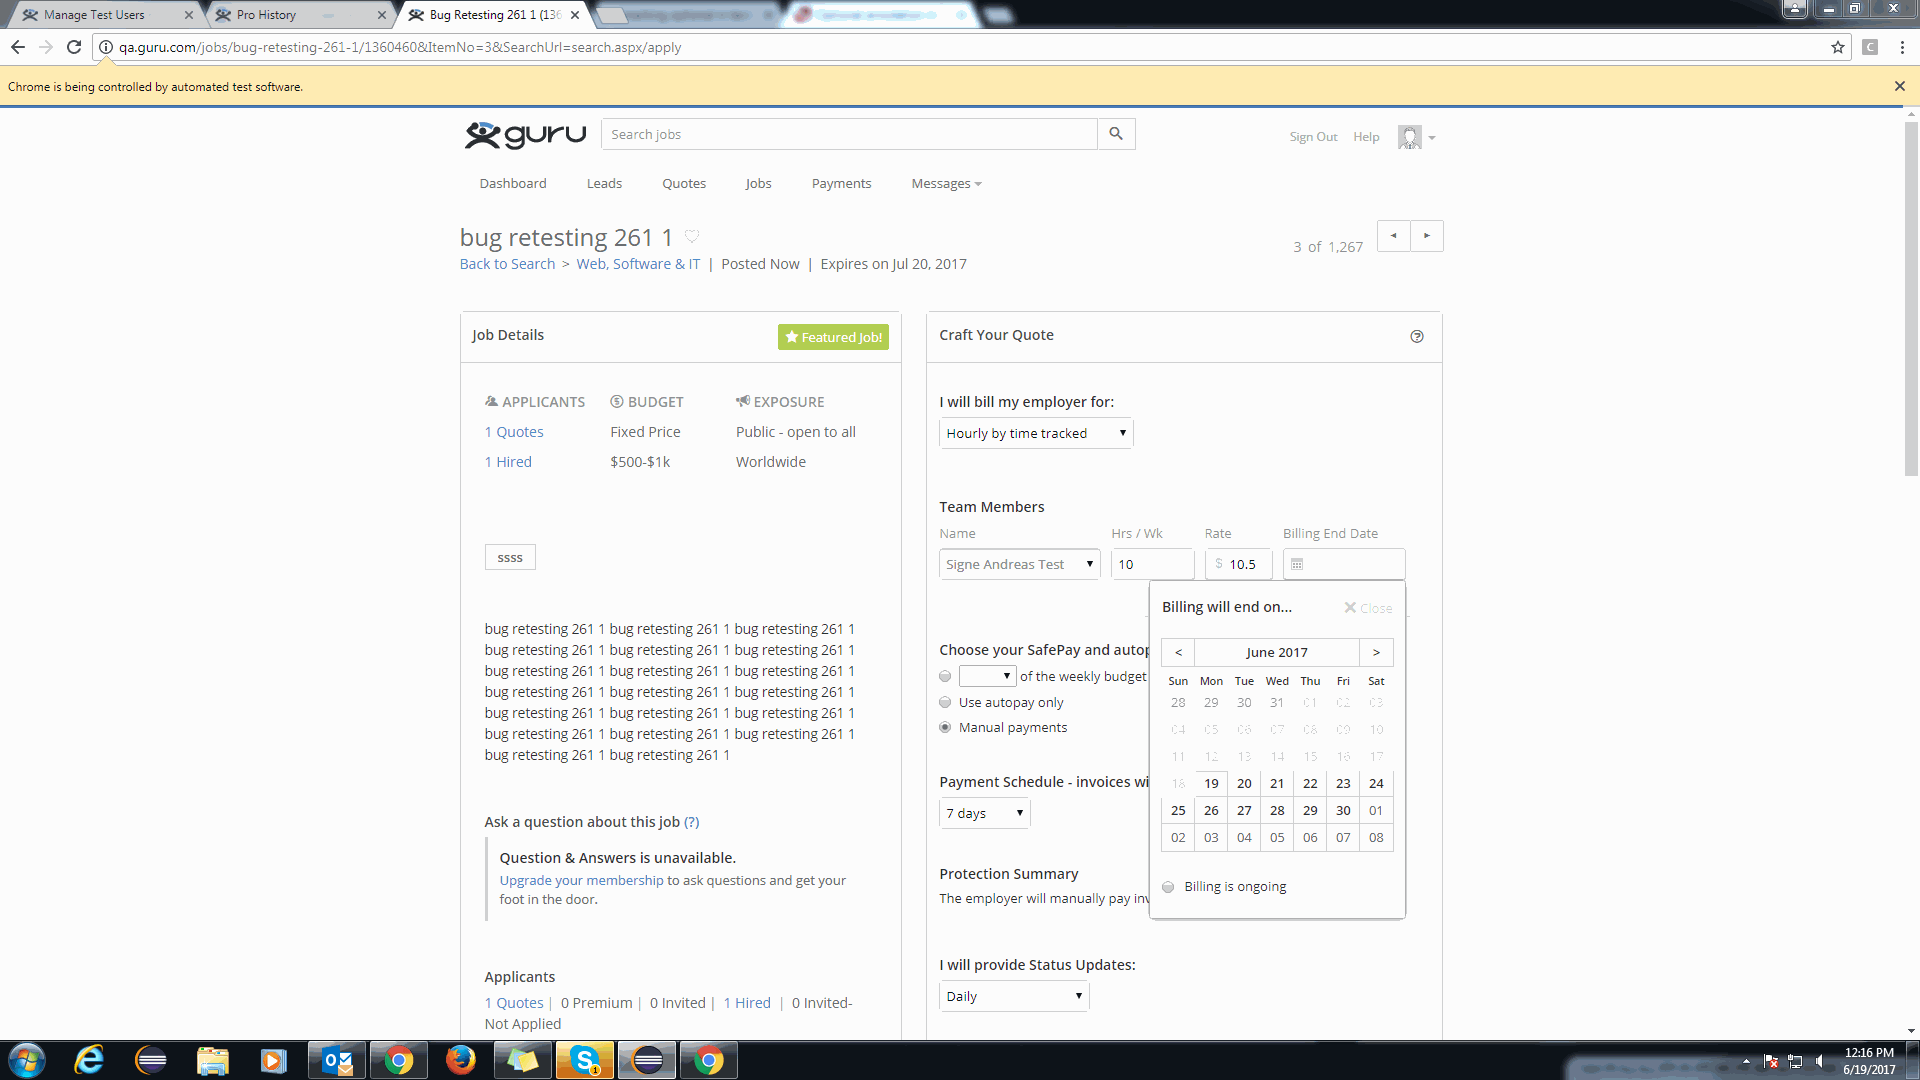 Manage Test Users
Pro History
Bug Retesting 261 1 (136
qa.guru.com/jobs/bug-retesting-261-1/1360460&ItemNo=3&SearchUrl=search.aspx/apply
C
Chrome is being controlled by automated test software.
guru
Search jobs
Sign Out Help
Dashboard Leads Quotes Jobs Payments Messages
bug retesting 261 1
3 of 1,267
Back to Search > Web, Software & IT | Posted Now | Expires on Jul 20, 2017
Job Details
Featured Job!
APPLICANTS BUDGET EXPOSURE
1 Quotes Fixed Price Public - open to all
1 Hired $500-$1k Worldwide
ssss
bug retesting 261 1 bug retesting 261 1 bug retesting 261 1
bug retesting 261 1 bug retesting 261 1 bug retesting 261 1
bug retesting 261 1 bug retesting 261 1 bug retesting 261 1
bug retesting 261 1 bug retesting 261 1 bug retesting 261 1
bug retesting 261 1 bug retesting 261 1 bug retesting 261 1
bug retesting 261 1 bug retesting 261 1 bug retesting 261 1
bug retesting 261 1 bug retesting 261 1
Ask a question about this job (?)
Question & Answers is unavailable.
Upgrade your membership to ask questions and get your
foot in the door.
Applicants
1 Quotes | 0 Premium | 0 Invited | 1 Hired | 0 Invited-
Not Applied
Craft Your Quote
I will bill my employer for:
Hourly by time tracked
Team Members
Name Hrs / Wk Rate Billing End Date
Signe Andreas Test 10 $ 10.5
Choose your SafePay and autop
of the weekly budget
Use autopay only
Manual payments
Payment Schedule - invoices wi
7 days
Protection Summary
The employer will manually pay inv
I will provide Status Updates:
Daily
Billing will end on... Close
< June 2017 >
Sun Mon Tue Wed Thu Fri Sat
28 29 30 31 01 02 03
04 05 06 07 08 09 10
11 12 13 14 15 16 17
18 19 20 21 22 23 24
25 26 27 28 29 30 01
02 03 04 05 06 07 08
Billing is ongoing
1
12:16 PM
6/19/2017